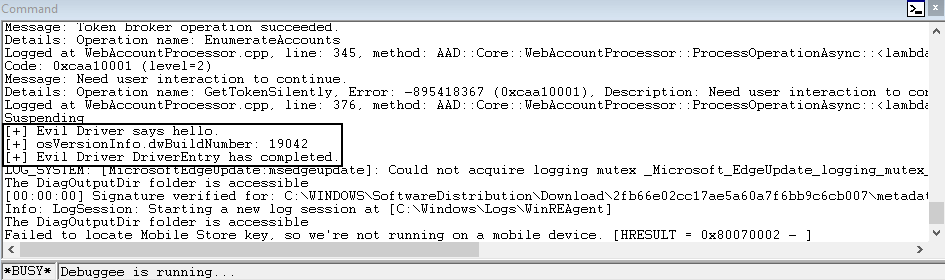 Command
Message: Token broker operation succeeded.
Details: Operation name: EnumerateAccounts
Logged at WebAccountProcessor.cpp, line: 345, method: AAD::Core::WebAccountProcessor::ProcessOperationAsync::<lambda
Code: 0xcaa10001 (level=2)
Message: Need user interaction to continue.
Details: Operation name: GetTokenSilently, Error: -895418367 (0xcaa10001), Description: Need user interaction to con
Logged at WebAccountProcessor.cpp, line: 376, method: AAD::Core::WebAccountProcessor::ProcessOperationAsync::<lambda
Suspending
[+] Evil Driver says hello.
[+] osVersionInfo.dwBuildNumber: 19042
[+] Evil Driver DriverEntry has completed.
LOG_SYSTEM: [MicrosoftEdgeUpdate:msedgeupdate]: Could not acquire logging mutex _Microsoft_EdgeUpdate_logging_mutex_
The DiagOutputDir folder is accessible
[00:00:00] Signature verified for: C:\WINDOWS\SoftwareDistribution\Download\2fb66e02cc17ae5a60a7f6bb9c6cb007\metadat
Info: LogSession: Starting a new log session at [C:\Windows\Logs\WinREAgent]
The DiagOutputDir folder is accessible
Failed to locate Mobile Store key, so we're not running on a mobile device. [HRESULT = 0x80070002 - ]
*BUSY* Debuggee is running...